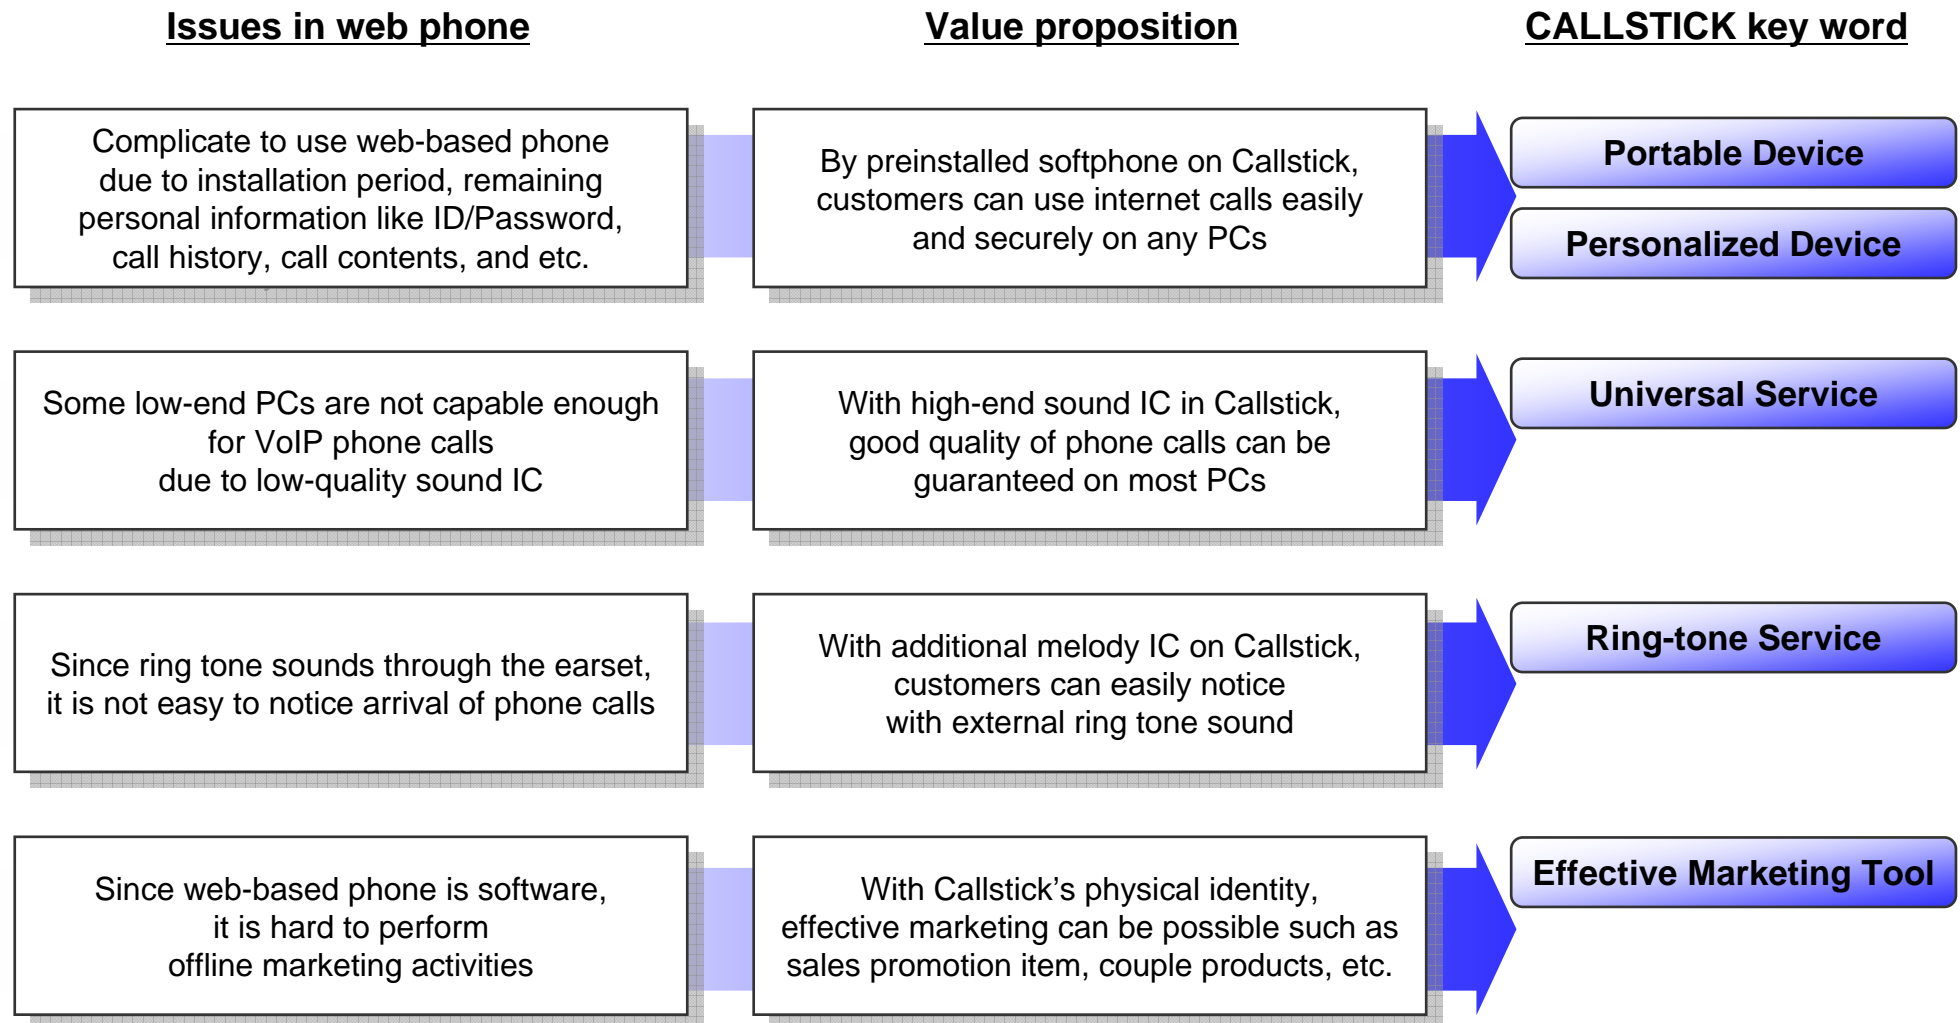 Issues in web phone
Value proposition
CALLSTICK key word
Complicate to use web-based phone
due to installation period, remaining
personal information like ID/Password,
call history, call contents, and etc.
By preinstalled softphone on Callstick,
customers can use internet calls easily
and securely on any PCs
Portable Device
Personalized Device
Some low-end PCs are not capable enough
for VoIP phone calls
due to low-quality sound IC
With high-end sound IC in Callstick,
good quality of phone calls can be
guaranteed on most PCs
Universal Service
Since ring tone sounds through the earset,
it is not easy to notice arrival of phone calls
With additional melody IC on Callstick,
customers can easily notice
with external ring tone sound
Ring-tone Service
Since web-based phone is software,
it is hard to perform
offline marketing activities
With Callstick’s physical identity,
effective marketing can be possible such as
sales promotion item, couple products, etc.
Effective Marketing Tool